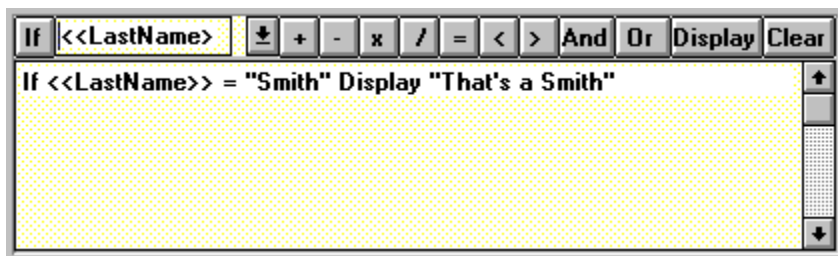 If <<LastName> + - x / = < > And Or Display Clear
If <<LastName>> = "Smith" Display "That's a Smith"